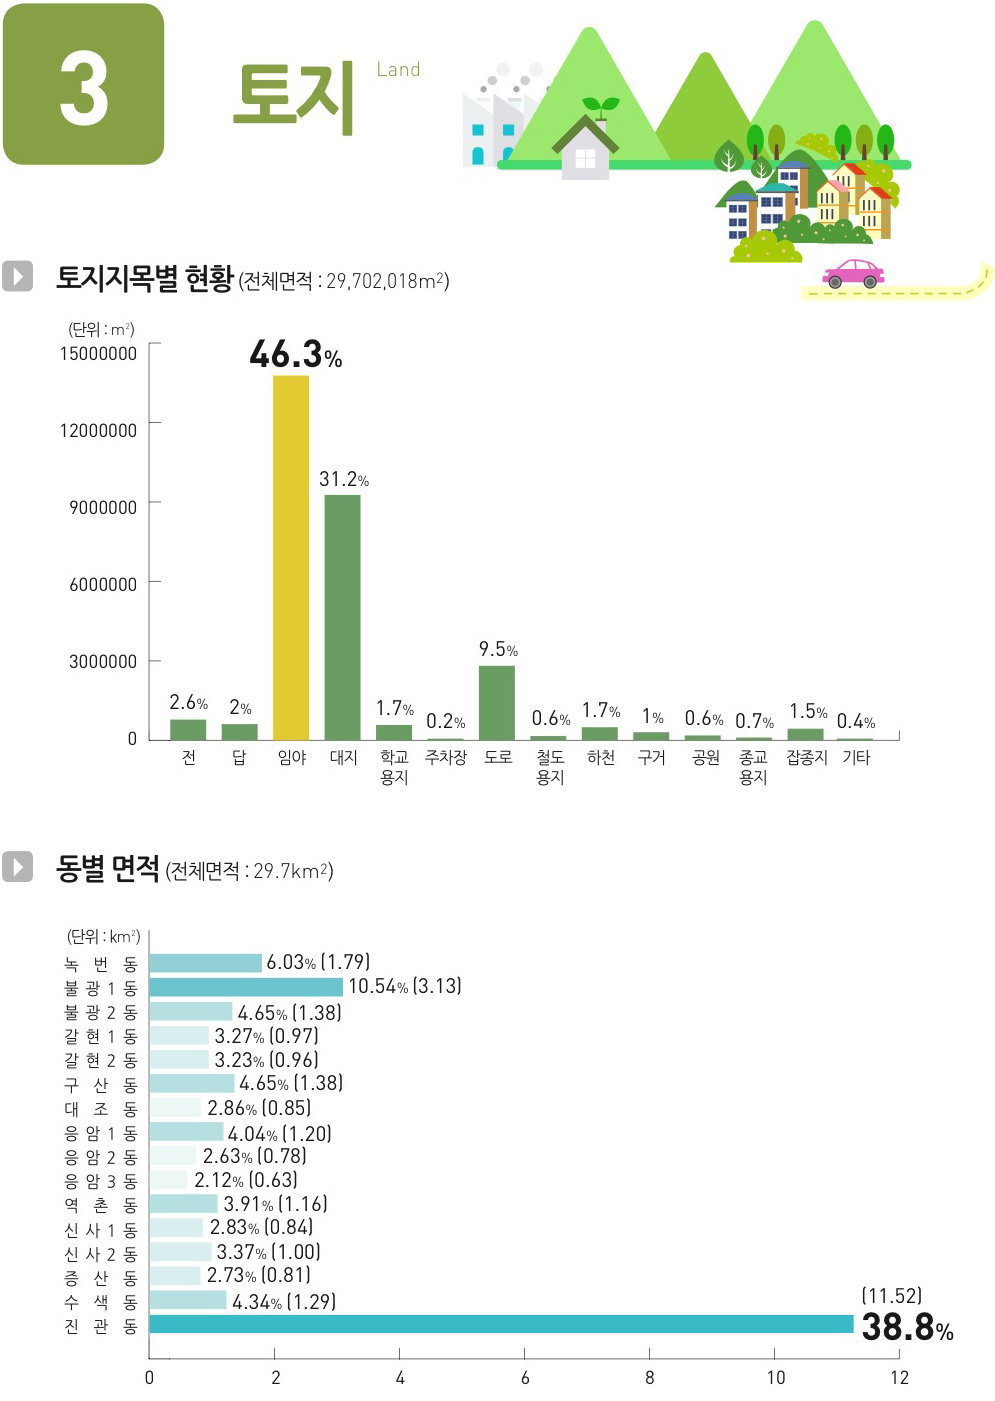 3
토지 Land
토지지목별 현황 (전체면적 : 29,702,018m²)
(단위 : m²)
15000000
12000000
9000000
6000000
3000000
0
2.6%
2%
46.3%
31.2%
1.7%
0.2%
9.5%
0.6%
1.7%
1%
0.6%
0.7%
1.5%
0.4%
전
답
임야
대지
학교
용지
주차장
도로
철도
용지
하천
구거
공원
종교
용지
잡종지
기타
동별 면적 (전체면적 : 29.7km²)
(단위 : km²)
녹 번 동 6.03% (1.79)
불 광 1 동 10.54% (3.13)
불 광 2 동 4.65% (1.38)
갈 현 1 동 3.27% (0.97)
갈 현 2 동 3.23% (0.96)
구 산 동 4.65% (1.38)
대 조 동 2.86% (0.85)
응 암 1 동 4.04% (1.20)
응 암 2 동 2.63% (0.78)
응 암 3 동 2.12% (0.63)
역 촌 동 3.91% (1.16)
신 사 1 동 2.83% (0.84)
신 사 2 동 3.37% (1.00)
증 산 동 2.73% (0.81)
수 색 동 4.34% (1.29)
(11.52)
진 관 동 38.8%
0 2 4 6 8 10 12